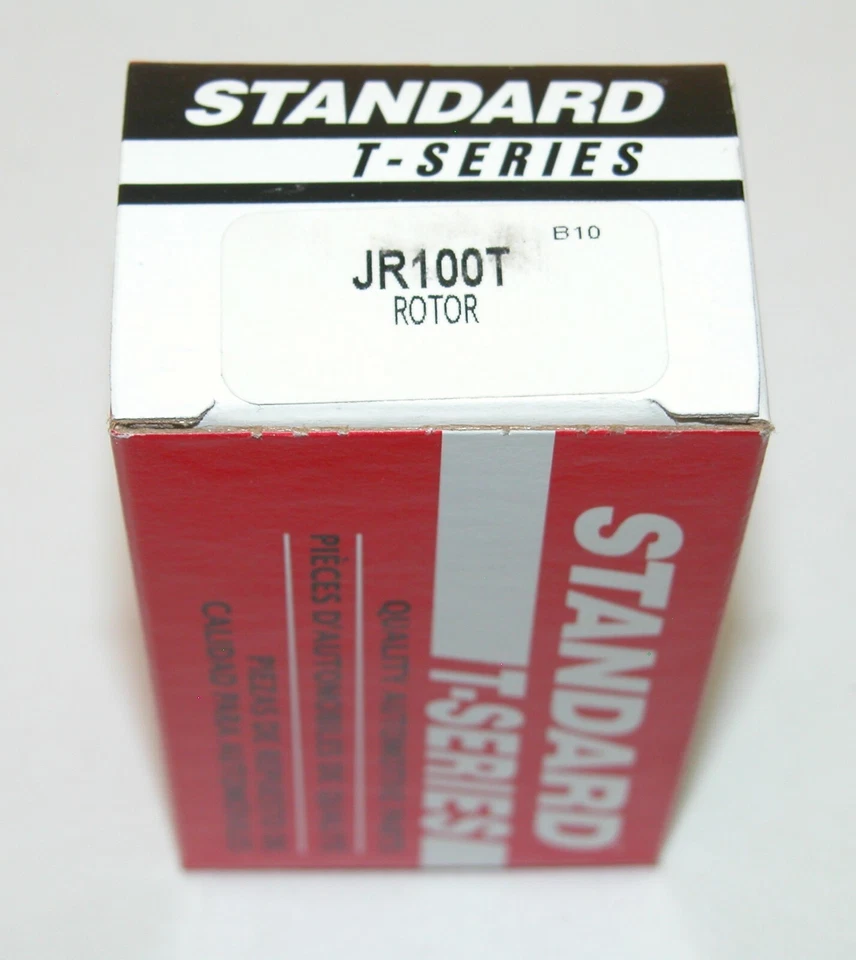 STANDARD
T-SERIES
B10
JR100T
ROTOR
STANDARD
T-SERIES
QUALITY AUTOMOTIVE PARTS
PIÈCES D'AUTOMOBILES DE QUALITÉ
PIEZAS DE REPUESTOS DE
CALIDAD PARA AUTOMOVILES